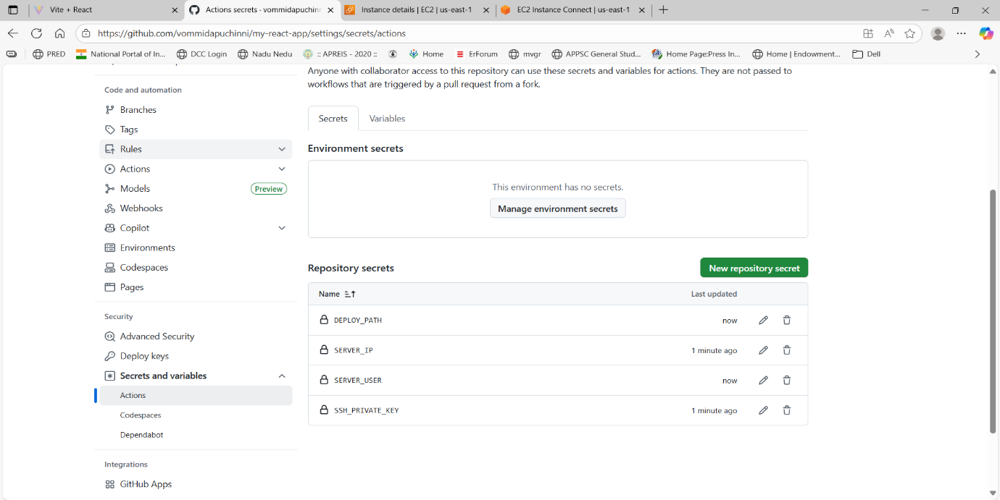 Vite + React
Actions secrets · vommidapuchinn
Instance details | EC2 | us-east-1
EC2 Instance Connect | us-east-1
https://github.com/vommidapuchinni/my-react-app/settings/secrets/actions
PRED
National Portal of In...
DCC Login
Nadu Nedu
:: APREIS - 2020 ::
Home
ErForum
mvgr
APPSC General Stud...
Home Page:Press In...
Home | Endowment...
Dell
Code and automation
Branches
Tags
Rules
Actions
Models
Preview
Webhooks
Copilot
Environments
Codespaces
Pages
Security
Advanced Security
Deploy keys
Secrets and variables
Actions
Codespaces
Dependabot
Integrations
GitHub Apps
Anyone with collaborator access to this repository can use these secrets and variables for actions. They are not passed to
workflows that are triggered by a pull request from a fork.
Secrets
Variables
Environment secrets
This environment has no secrets.
Manage environment secrets
Repository secrets
New repository secret
Name
Last updated
DEPLOY_PATH
now
SERVER_IP
1 minute ago
SERVER_USER
now
SSH_PRIVATE_KEY
1 minute ago